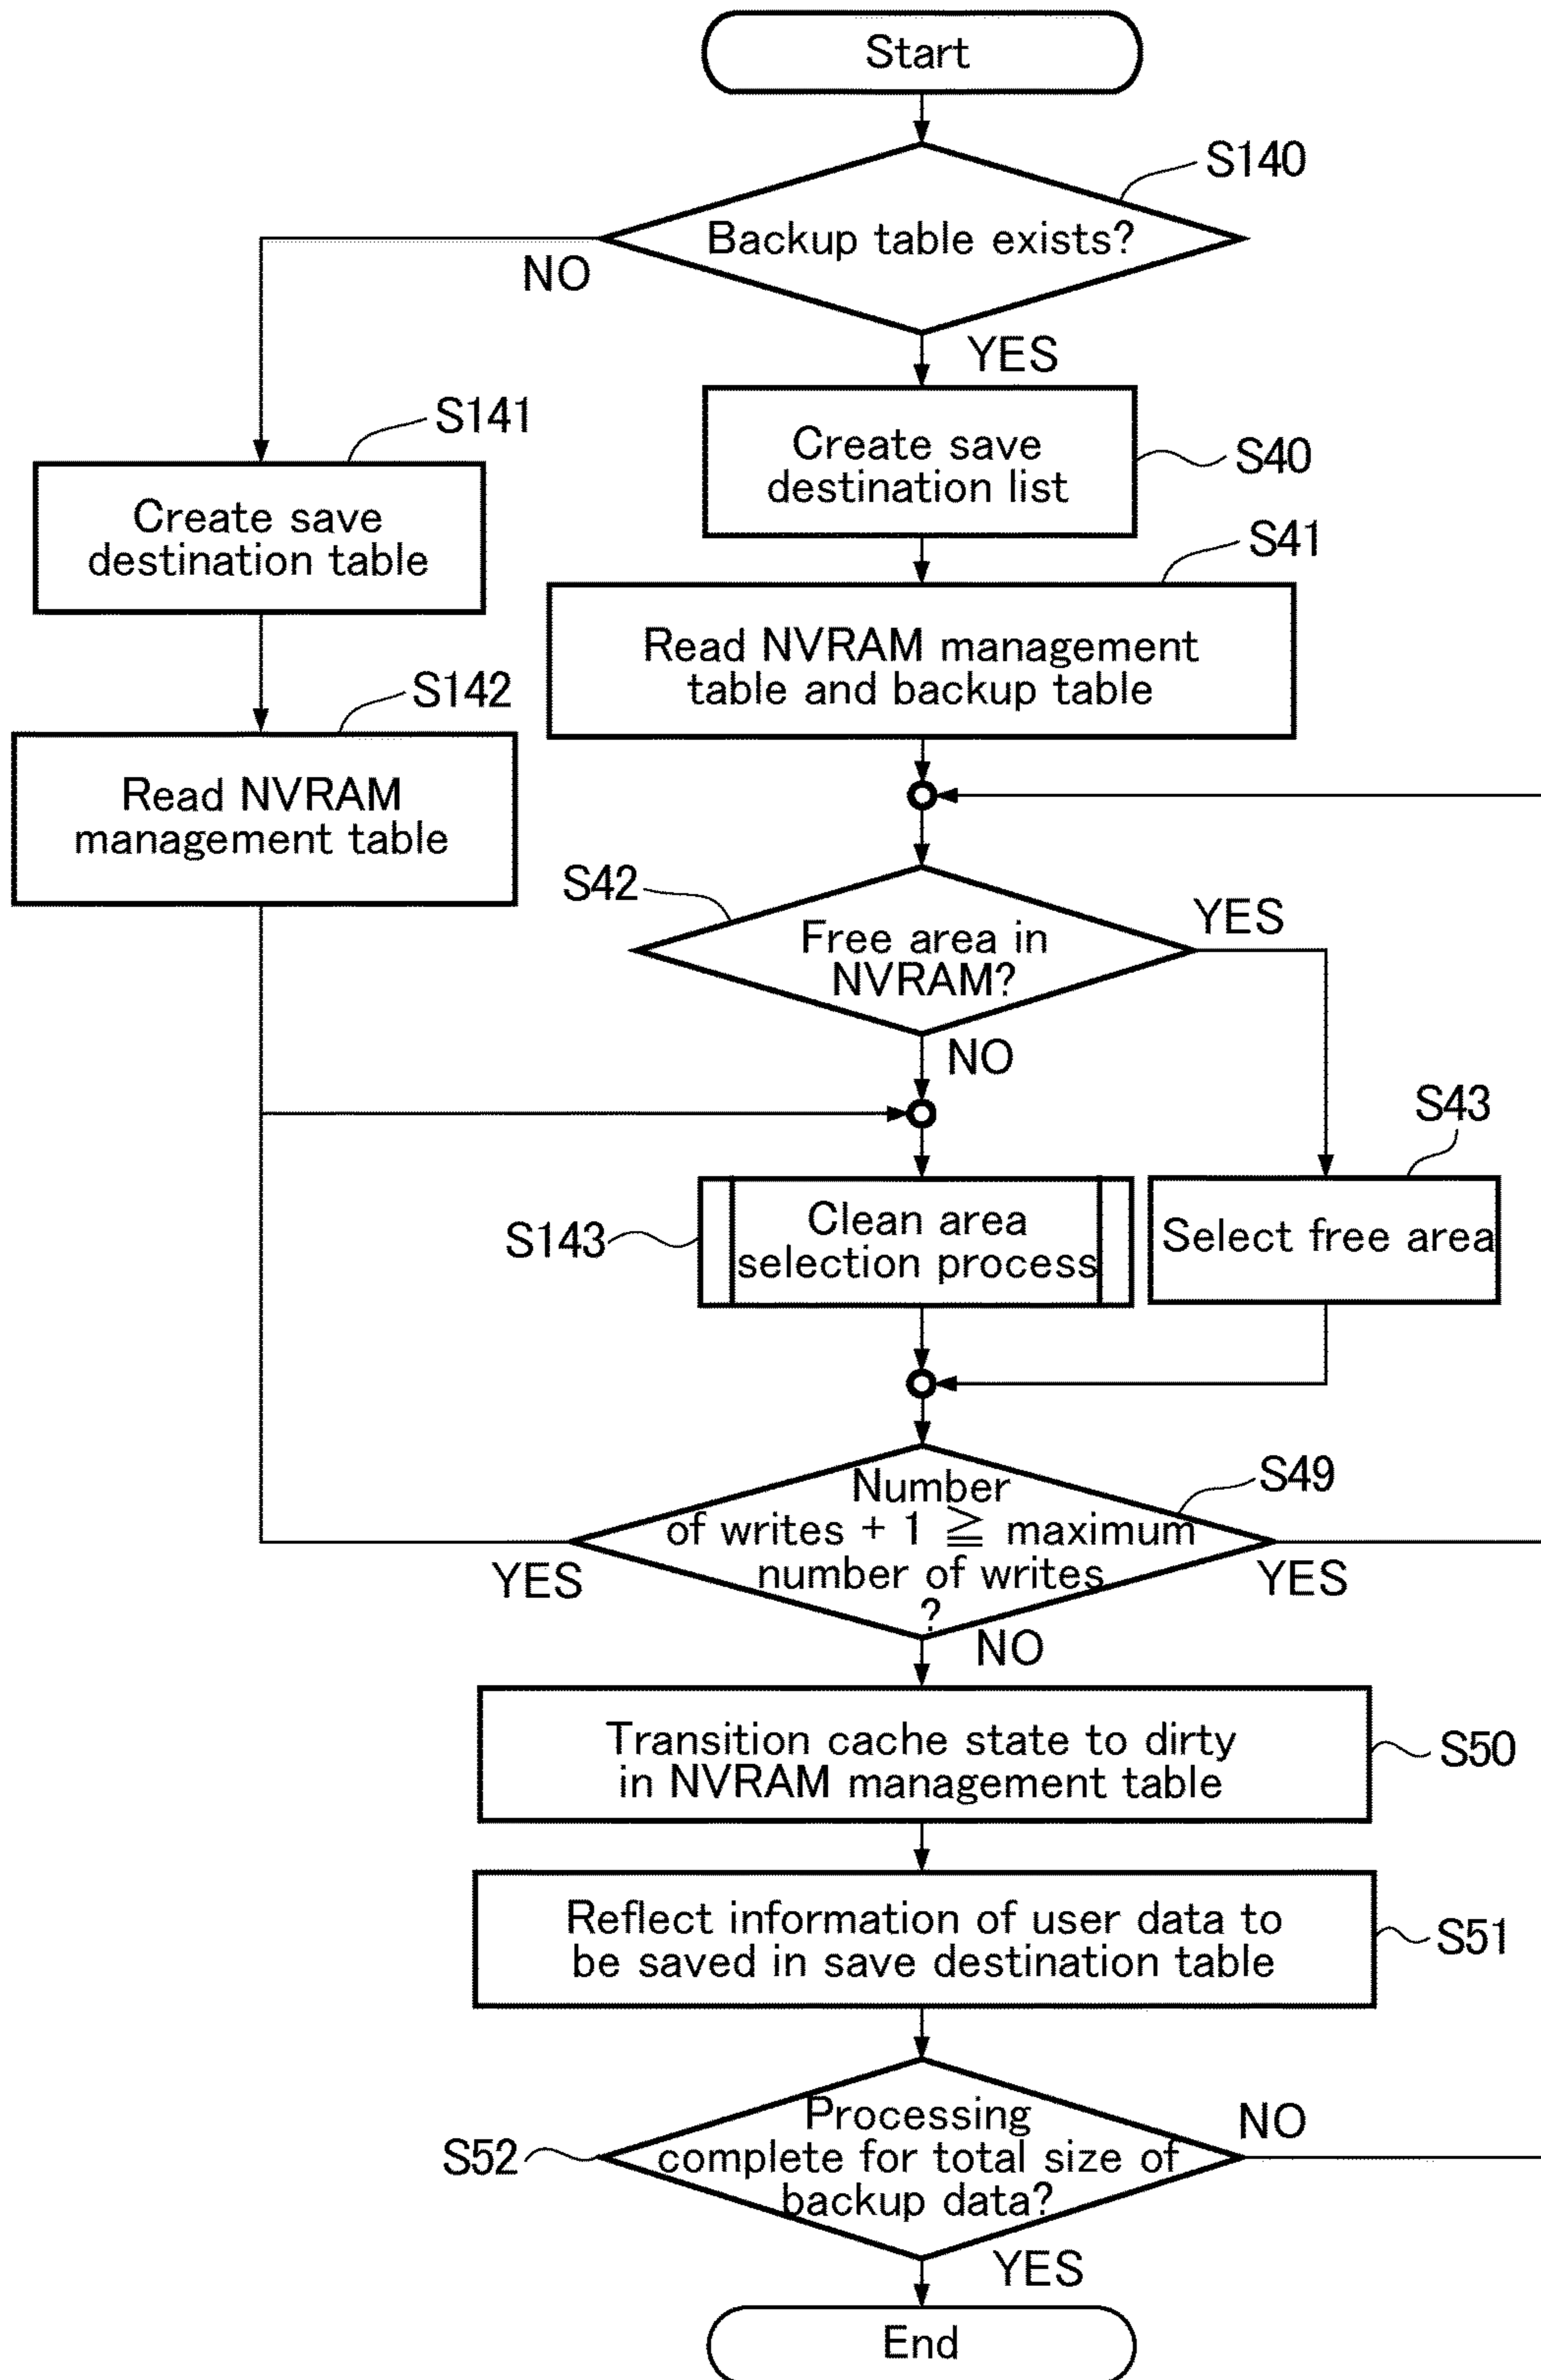 Start
S140
Backup table exists?
NO
YES
S141
Create save
destination table
Create save
destination list
S40
S41
Read NVRAM management
table and backup table
S142
Read NVRAM
management table
S42
Free area in
NVRAM?
YES
NO
S43
S143
Clean area
selection process
Select free area
S49
Number
of writes + 1 ≧ maximum
number of writes
?
YES
YES
NO
Transition cache state to dirty
in NVRAM management table
S50
Reflect information of user data to
be saved in save destination table
S51
Processing
complete for total size of
backup data?
S52
NO
YES
End